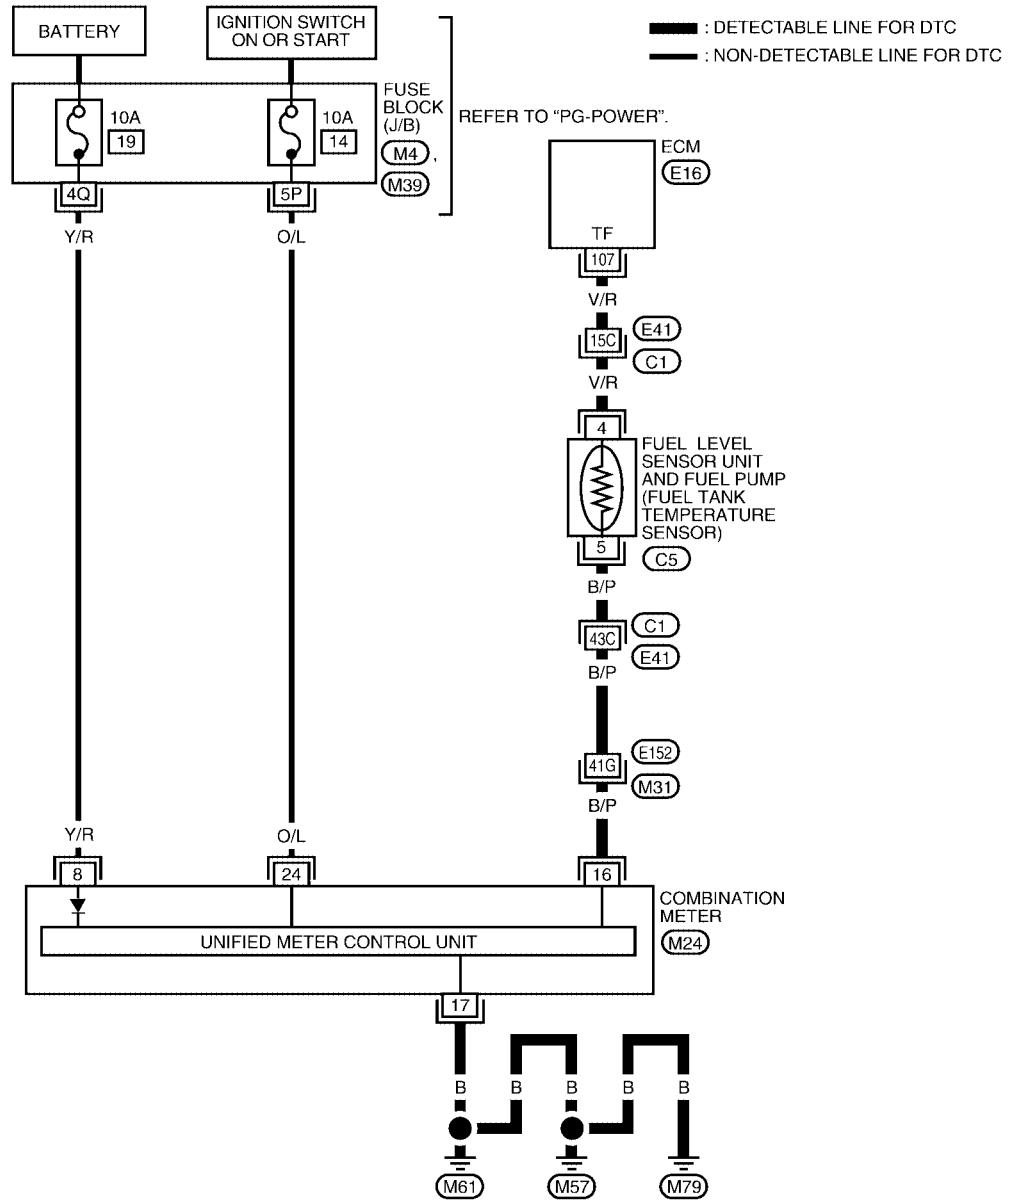 BATTERY
IGNITION SWITCH
ON OR START
: DETECTABLE LINE FOR DTC
: NON-DETECTABLE LINE FOR DTC
10A
19
10A
14
FUSE
BLOCK
(J/B)
M4 ,
M39
REFER TO “PG-POWER”.
4Q
5P
Y/R
O/L
ECM
E16
TF
107
V/R
15C
E41
C1
V/R
4
FUEL LEVEL
SENSOR UNIT
AND FUEL PUMP
(FUEL TANK
TEMPERATURE
SENSOR)
5
C5
B/P
43C
C1
E41
B/P
41G
E152
M31
B/P
Y/R
O/L
8
24
16
COMBINATION
METER
M24
UNIFIED METER CONTROL UNIT
17
B
B
B
B
B
M61
M57
M79